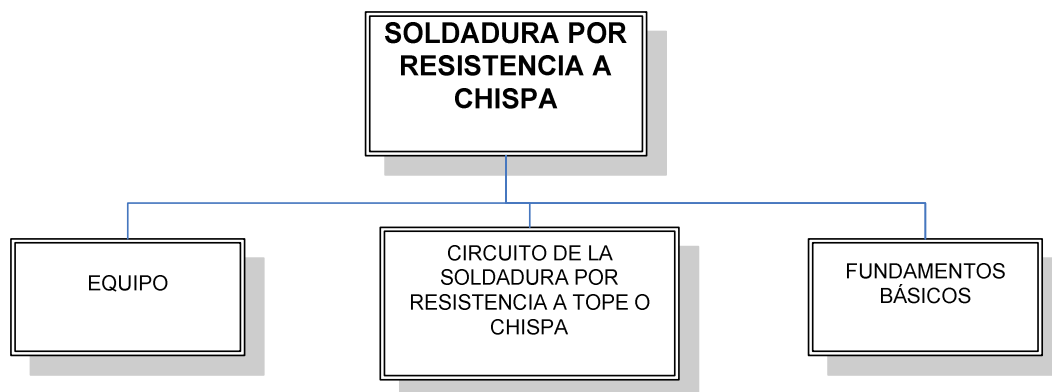 SOLDADURA POR
RESISTENCIA A
CHISPA
EQUIPO
CIRCUITO DE LA
SOLDADURA POR
RESISTENCIA A TOPE O
CHISPA
FUNDAMENTOS
BÁSICOS